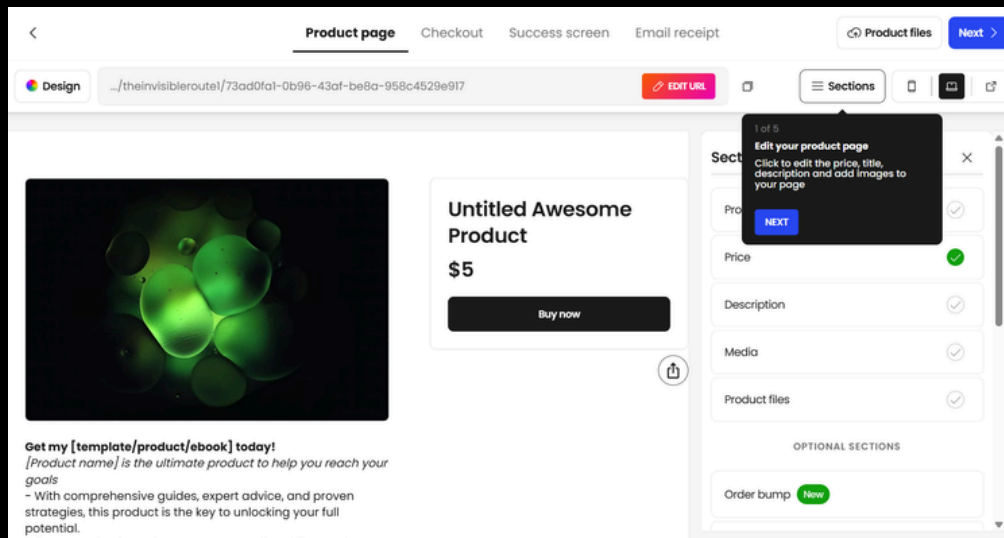 Product page
Checkout
Success screen
Email receipt
Product files
Next
Design
.../theinvisibleroute1/73ad0fa1-0b96-43af-be8a-958c4529e917
EDIT URL
Sections
1 of 5
Edit your product page
Click to edit the price, title,
description and add images to
your page
NEXT
Untitled Awesome
Product
$5
Buy now
Price
Description
Media
Product files
OPTIONAL SECTIONS
Order bump New
Get my [template/product/ebook] today!
[Product name] is the ultimate product to help you reach your
goals
- With comprehensive guides, expert advice, and proven
strategies, this product is the key to unlocking your full
potential.